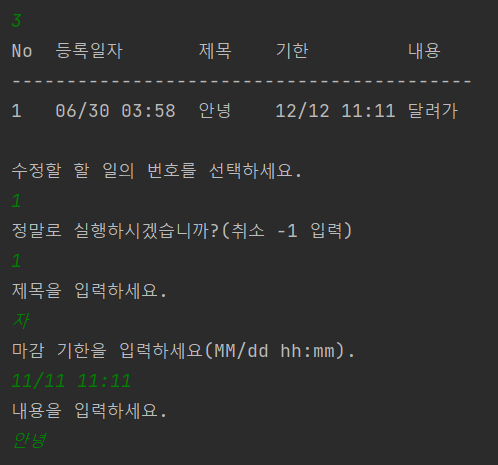 3
No 등록일자 제목 기한 내용
------------------------------------------
1 06/30 03:58 안녕 12/12 11:11 달려가
수정할 할 일의 번호를 선택하세요.
1
정말로 실행하시겠습니까?(취소 -1 입력)
1
제목을 입력하세요.
자
마감 기한을 입력하세요(MM/dd hh:mm).
11/11 11:11
내용을 입력하세요.
안녕